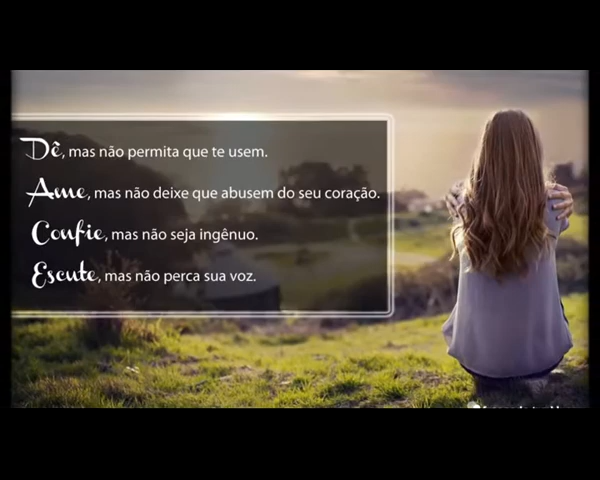 Dê, mas não permita que te usem.
Ame, mas não deixe que abusem do seu coração.
Confie, mas não seja ingênuo.
Escute, mas não perca sua voz.